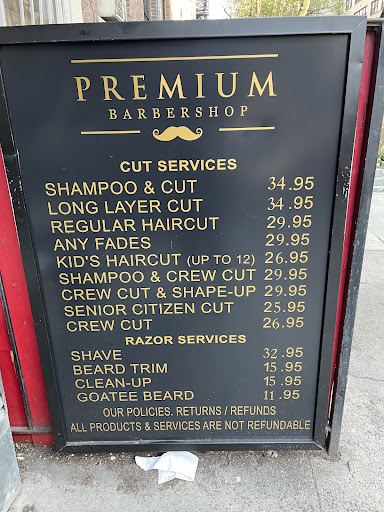 PREMIUM
BARBERSHOP
CUT SERVICES
SHAMPOO & CUT 34.95
LONG LAYER CUT 34.95
REGULAR HAIRCUT 29.95
ANY FADES 29.95
KID'S HAIRCUT (UP TO 12) 26.95
SHAMPOO & CREW CUT 29.95
CREW CUT & SHAPE-UP 29.95
SENIOR CITIZEN CUT 25.95
CREW CUT 26.95
RAZOR SERVICES
SHAVE 32.95
BEARD TRIM 15.95
CLEAN-UP 15.95
GOATEE BEARD 11.95
OUR POLICIES, RETURNS / REFUNDS
ALL PRODUCTS & SERVICES ARE NOT REFUNDABLE